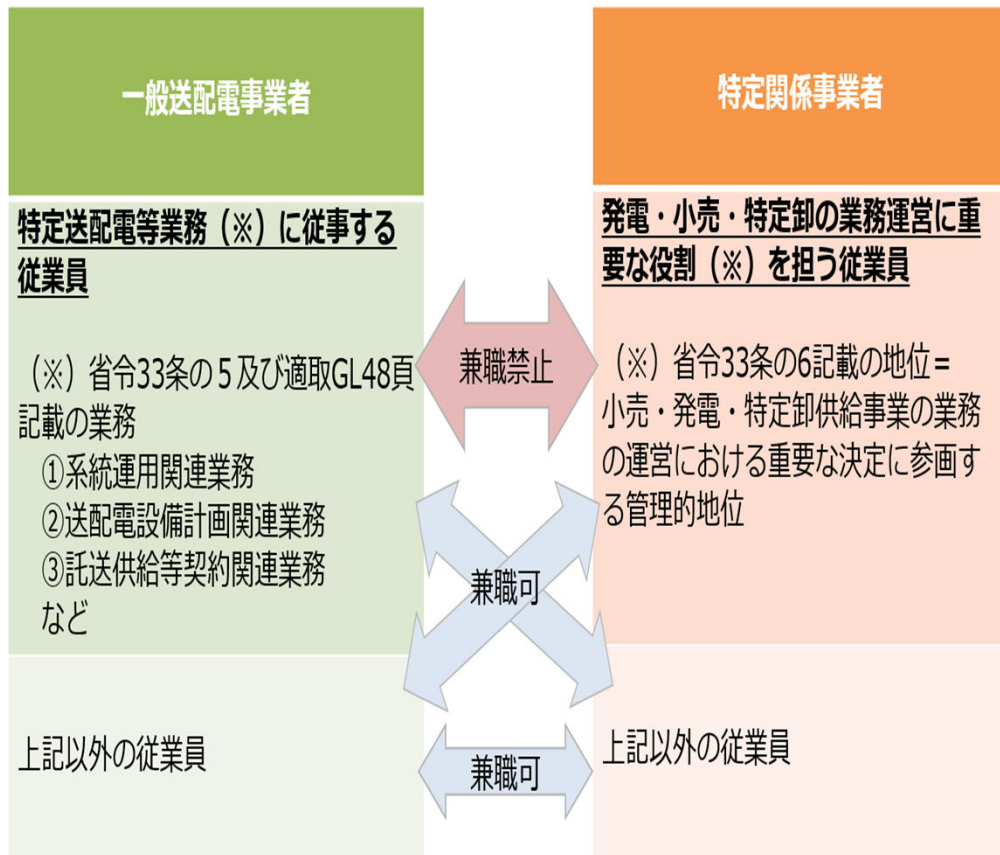 一般送配電事業者
特定送配電等業務（※）に従事する
従業員
（※）省令33条の５及び適取GL48頁
記載の業務
①系統運用関連業務
②送配電設備計画関連業務
③託送供給等契約関連業務
など
上記以外の従業員
兼職禁止
兼職可
兼職可
特定関係事業者
発電・小売・特定卸の業務運営に重
要な役割（※）を担う従業員
（※）省令33条の6記載の地位＝
小売・発電・特定卸供給事業の業務
の運営における重要な決定に参画す
る管理的地位
上記以外の従業員